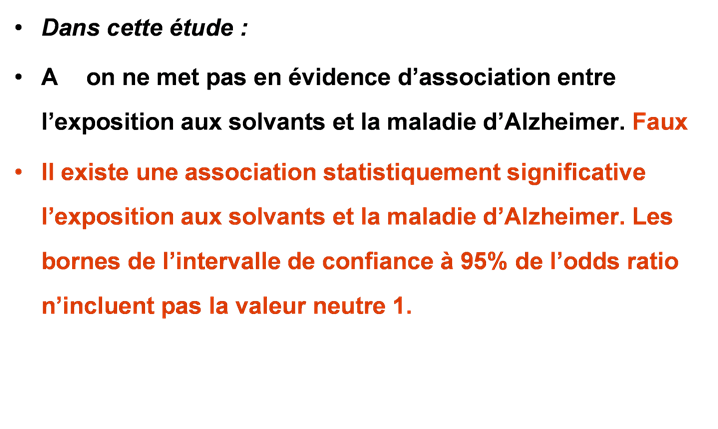 • Dans cette étude :
• A on ne met pas en évidence d’association entre
l’exposition aux solvants et la maladie d’Alzheimer. Faux
• Il existe une association statistiquement significative
l’exposition aux solvants et la maladie d’Alzheimer. Les
bornes de l’intervalle de confiance à 95% de l’odds ratio
n’incluent pas la valeur neutre 1.